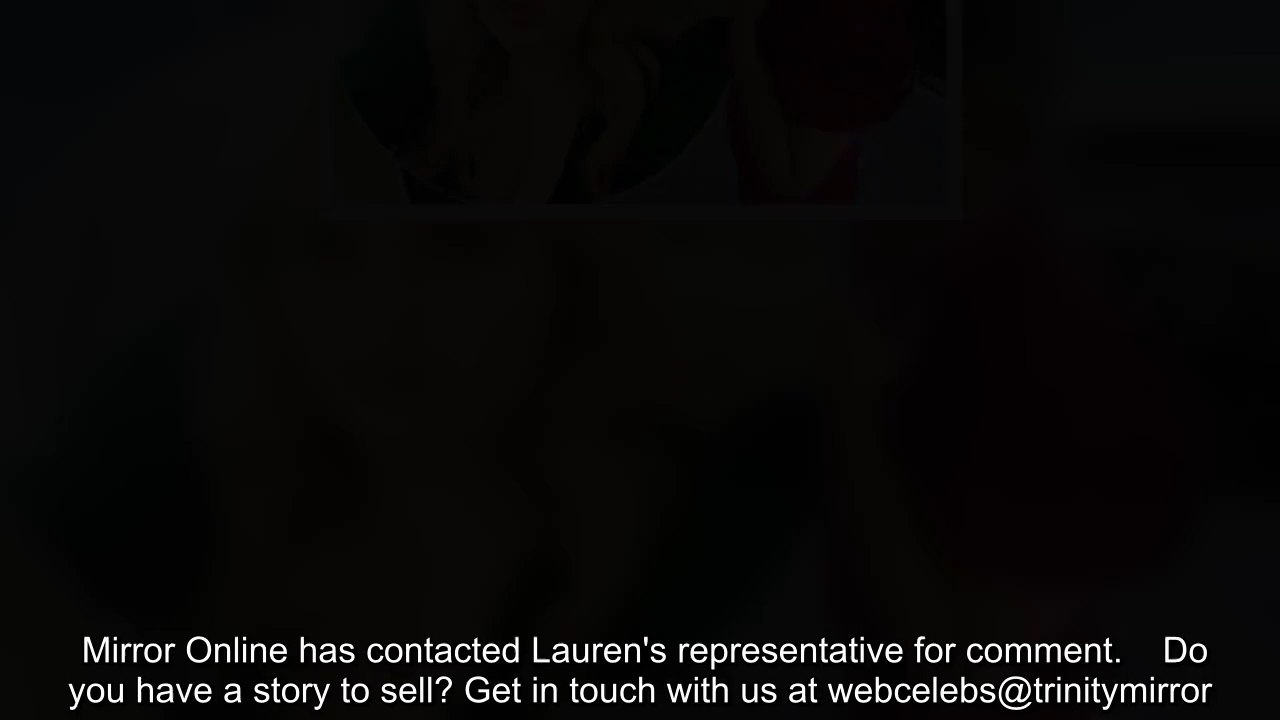 Mirror Online has contacted Lauren's representative for comment.    Do
you have a story to sell? Get in touch with us at webcelebs@trinitymirror